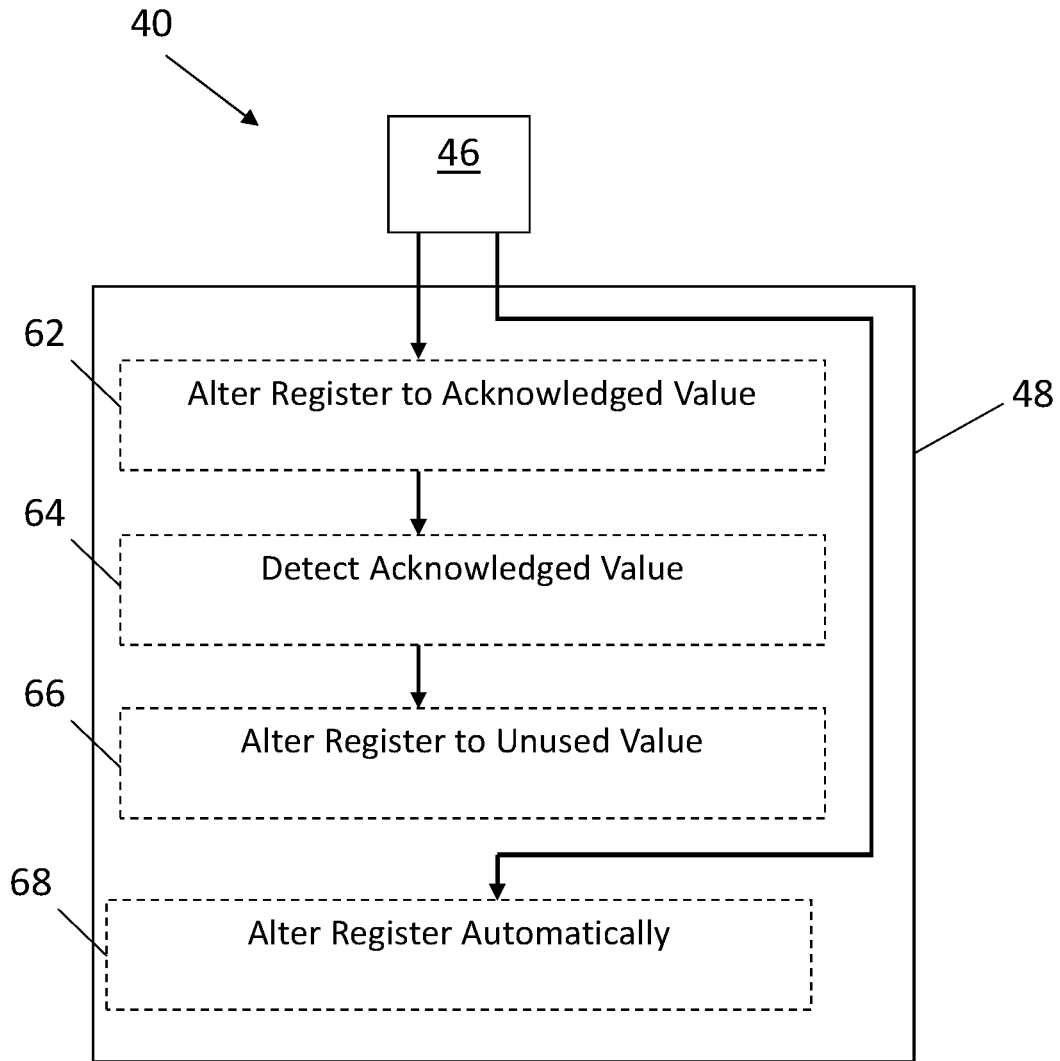 40
46
62
Alter Register to Acknowledged Value
48
64
Detect Acknowledged Value
66
Alter Register to Unused Value
68
Alter Register Automatically